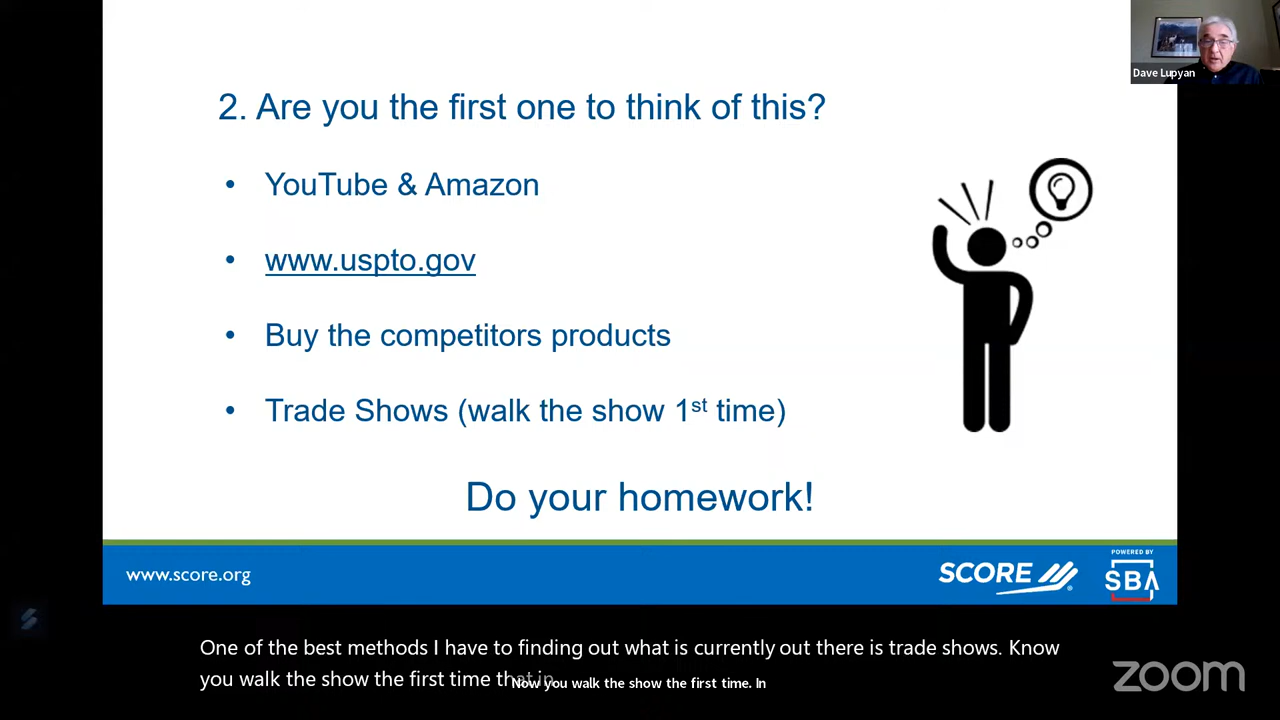 Dave Lupyan
2. Are you the first one to think of this?
• YouTube & Amazon
• www.uspto.gov
• Buy the competitors products
• Trade Shows (walk the show 1st time)
Do your homework!
www.score.org
SCORE
POWERED BY
SBA
One of the best methods I have to finding out what is currently out there is trade shows. Know
you walk the show the first time that in
Now you walk the show the first time. In
zoom